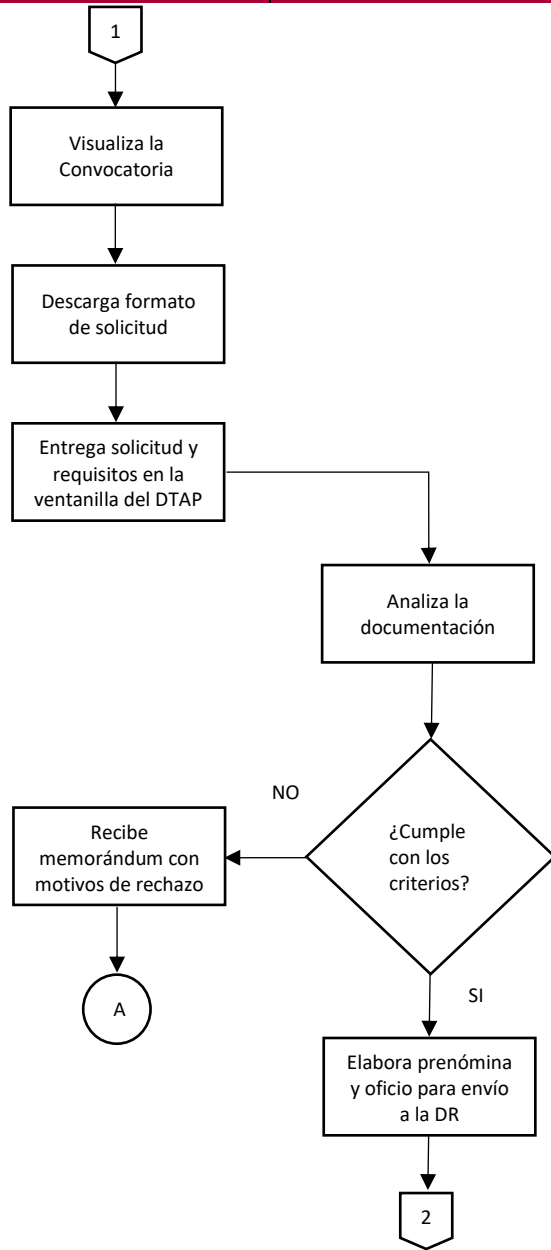 1
Visualiza la
Convocatoria
Descarga formato
de solicitud
Entrega solicitud y
requisitos en la
ventanilla del DTAP
Analiza la
documentación
NO
¿Cumple
con los
criterios?
Recibe
memorándum con
motivos de rechazo
A
SI
Elabora prenómina
y oficio para envío
a la DR
2